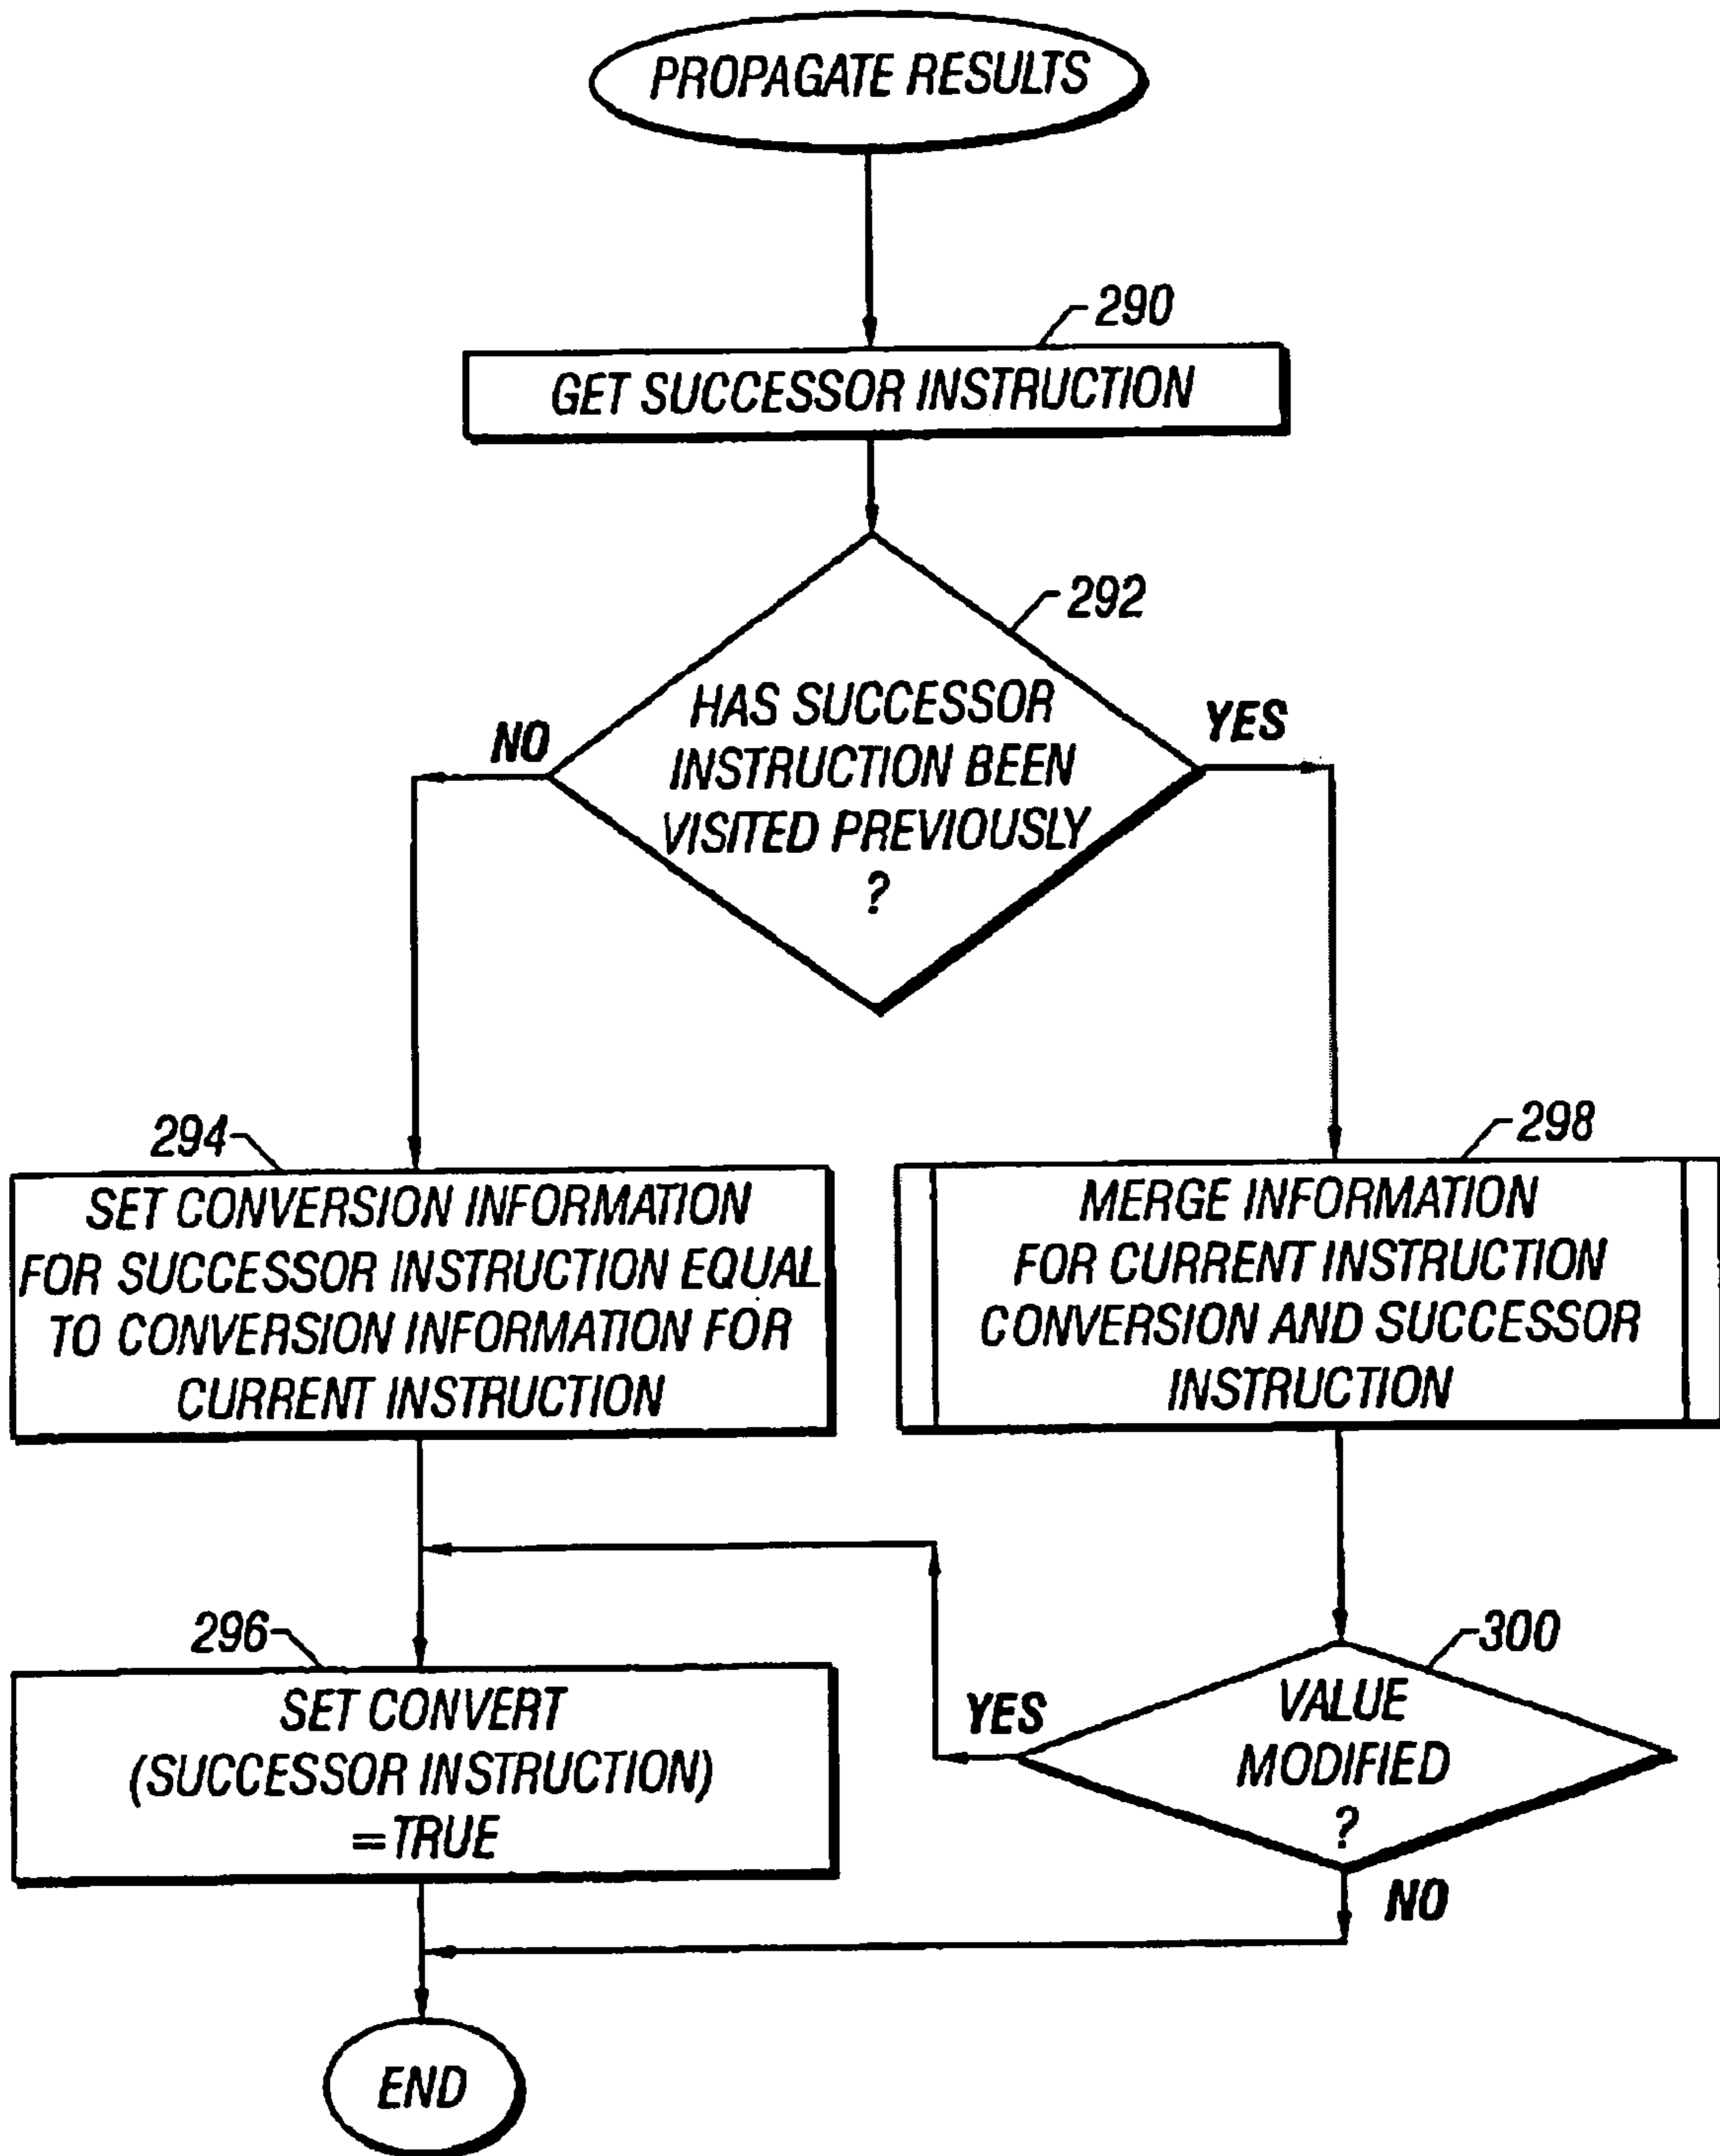 PROPAGATE RESULTS
290
GET SUCCESSOR INSTRUCTION
292
HAS SUCCESSOR
INSTRUCTION BEEN
VISITED PREVIOUSLY
?
NO
YES
294
SET CONVERSION INFORMATION
FOR SUCCESSOR INSTRUCTION EQUAL
TO CONVERSION INFORMATION FOR
CURRENT INSTRUCTION
298
MERGE INFORMATION
FOR CURRENT INSTRUCTION
CONVERSION AND SUCCESSOR
INSTRUCTION
296
SET CONVERT
(SUCCESSOR INSTRUCTION)
=TRUE
300
VALUE
MODIFIED
?
YES
NO
END